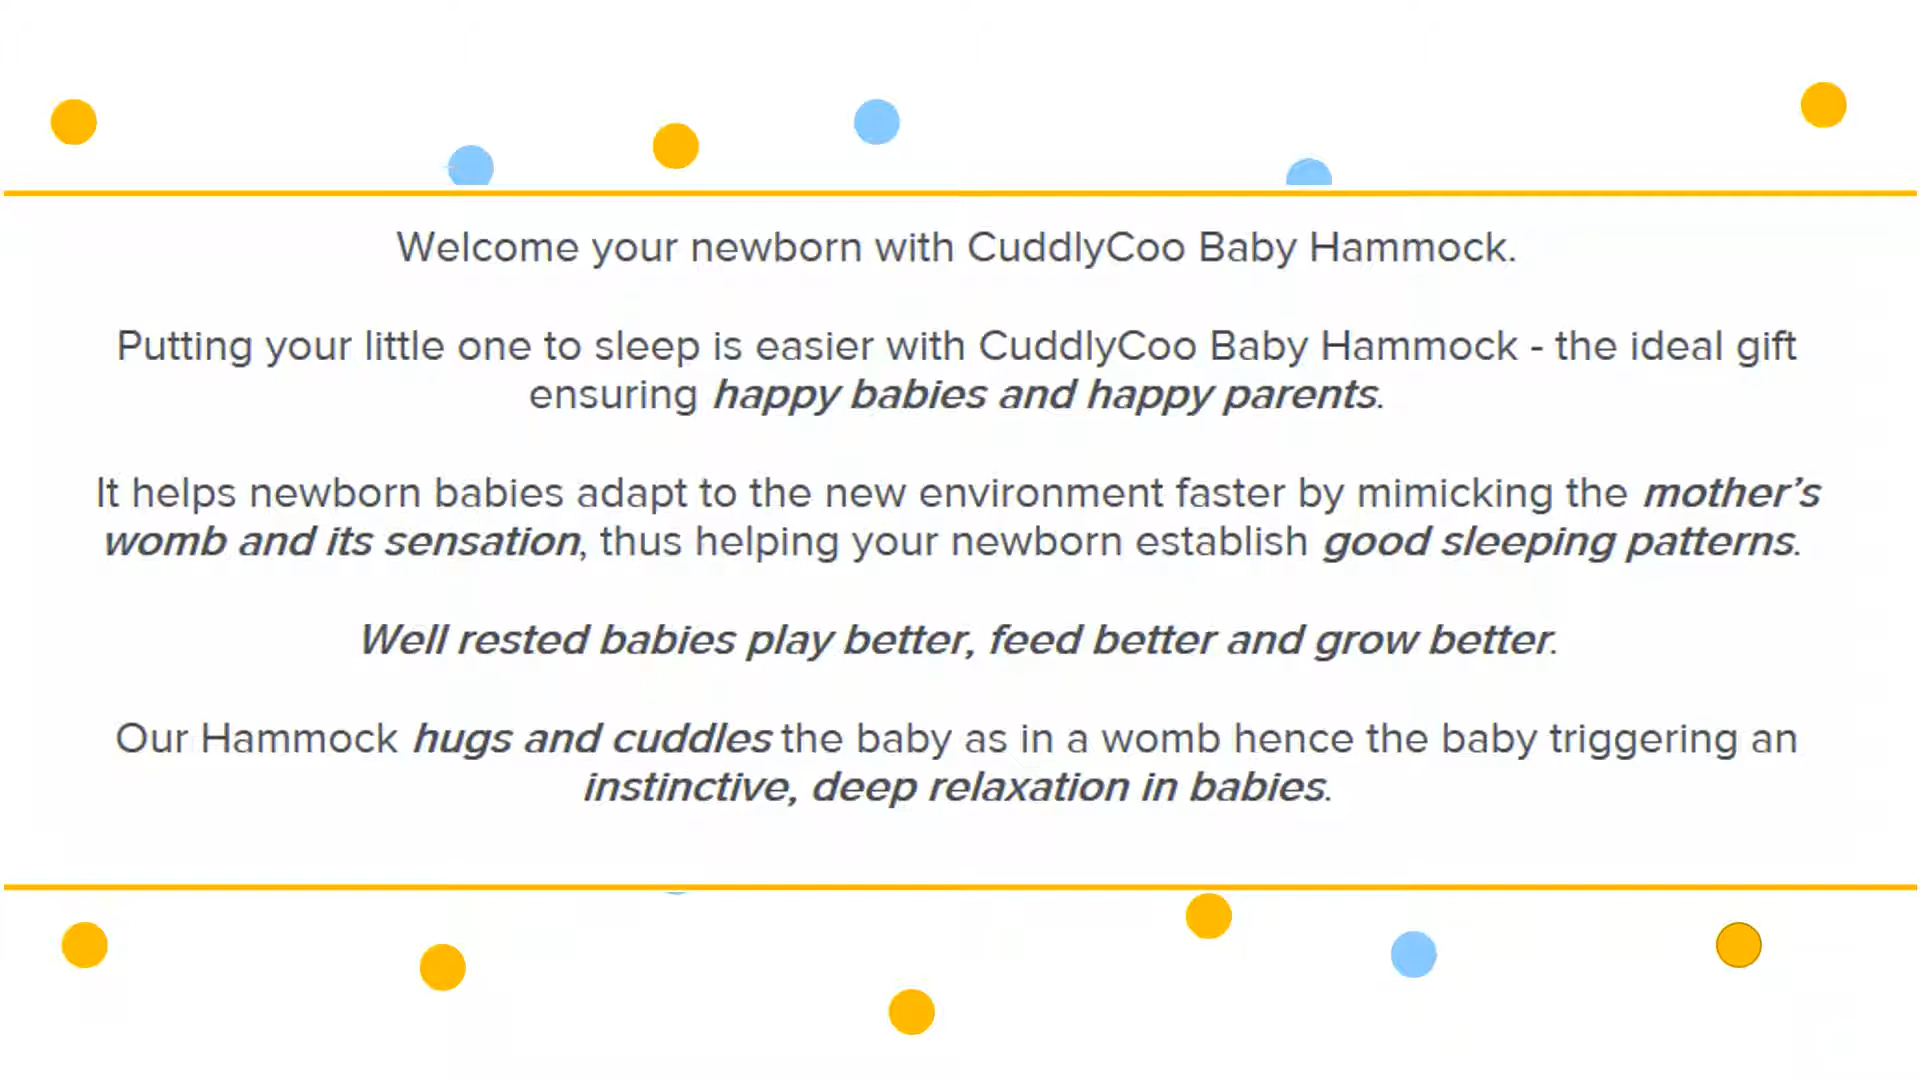 Welcome your newborn with CuddlyCoo Baby Hammock.
Putting your little one to sleep is easier with CuddlyCoo Baby Hammock - the ideal gift
ensuring happy babies and happy parents.
It helps newborn babies adapt to the new environment faster by mimicking the mother’s
womb and its sensation, thus helping your newborn establish good sleeping patterns.
Well rested babies play better, feed better and grow better.
Our Hammock hugs and cuddles the baby as in a womb hence the baby triggering an
instinctive, deep relaxation in babies.